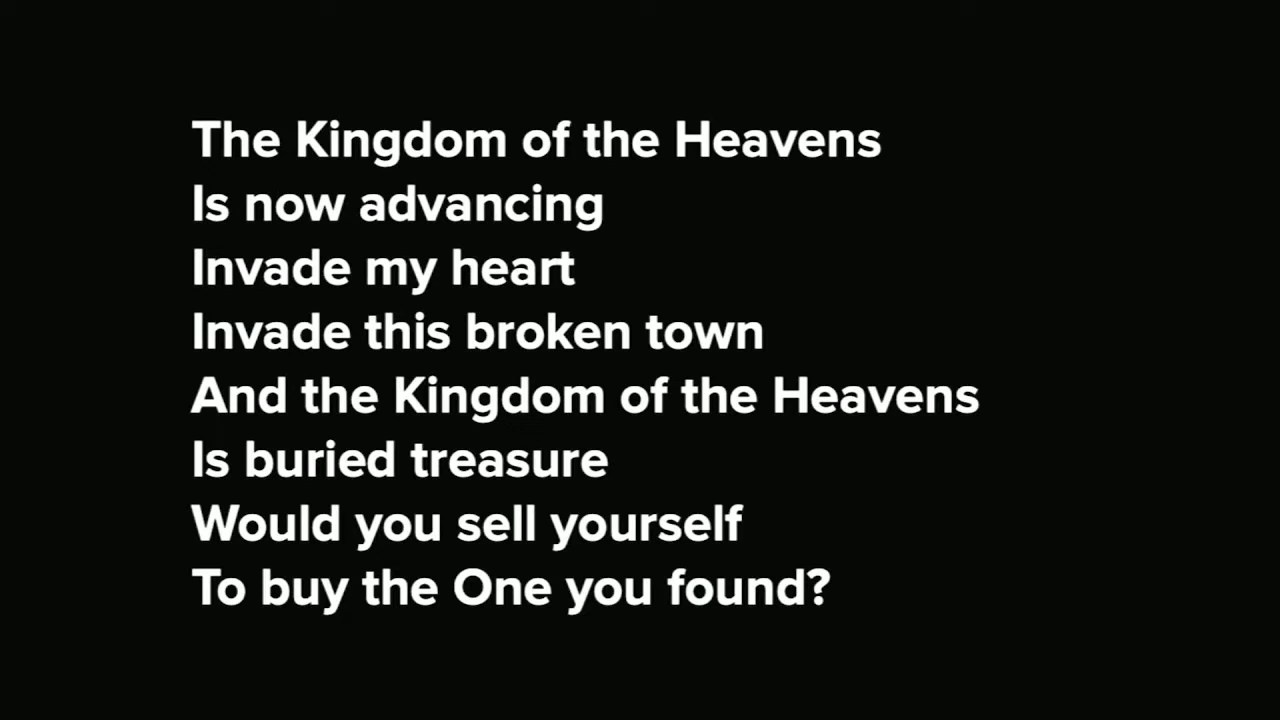 The Kingdom of the Heavens
Is now advancing
Invade my heart
Invade this broken town
And the Kingdom of the Heavens
Is buried treasure
Would you sell yourself
To buy the One you found?